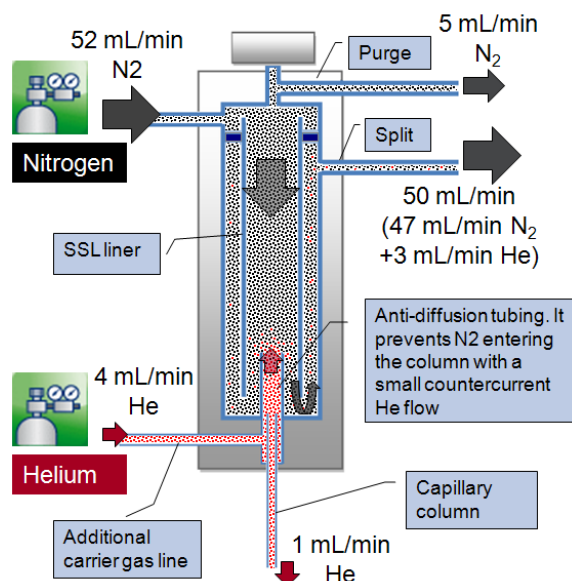 52 mL/min
N2
Nitrogen
Purge
5 mL/min
N₂
Split
50 mL/min
(47 mL/min N₂
+3 mL/min He)
SSL liner
Anti-diffusion tubing. It
prevents N2 entering
the column with a
small countercurrent
He flow
4 mL/min
He
Helium
Additional
carrier gas line
Capillary
column
1 mL/min
He